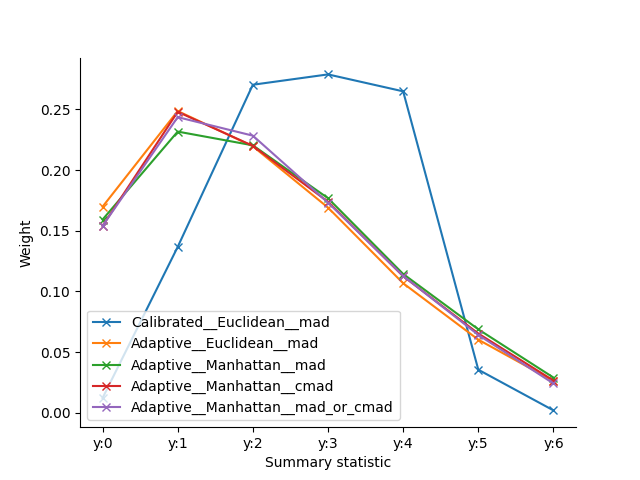 0.25
0.20
0.15
0.10
0.05
0.00
Weight
Calibrated__Euclidean__mad
Adaptive__Euclidean__mad
Adaptive__Manhattan__mad
Adaptive__Manhattan__cmad
Adaptive__Manhattan__mad_or_cmad
y:0 y:1 y:2 y:3 y:4 y:5 y:6
Summary statistic